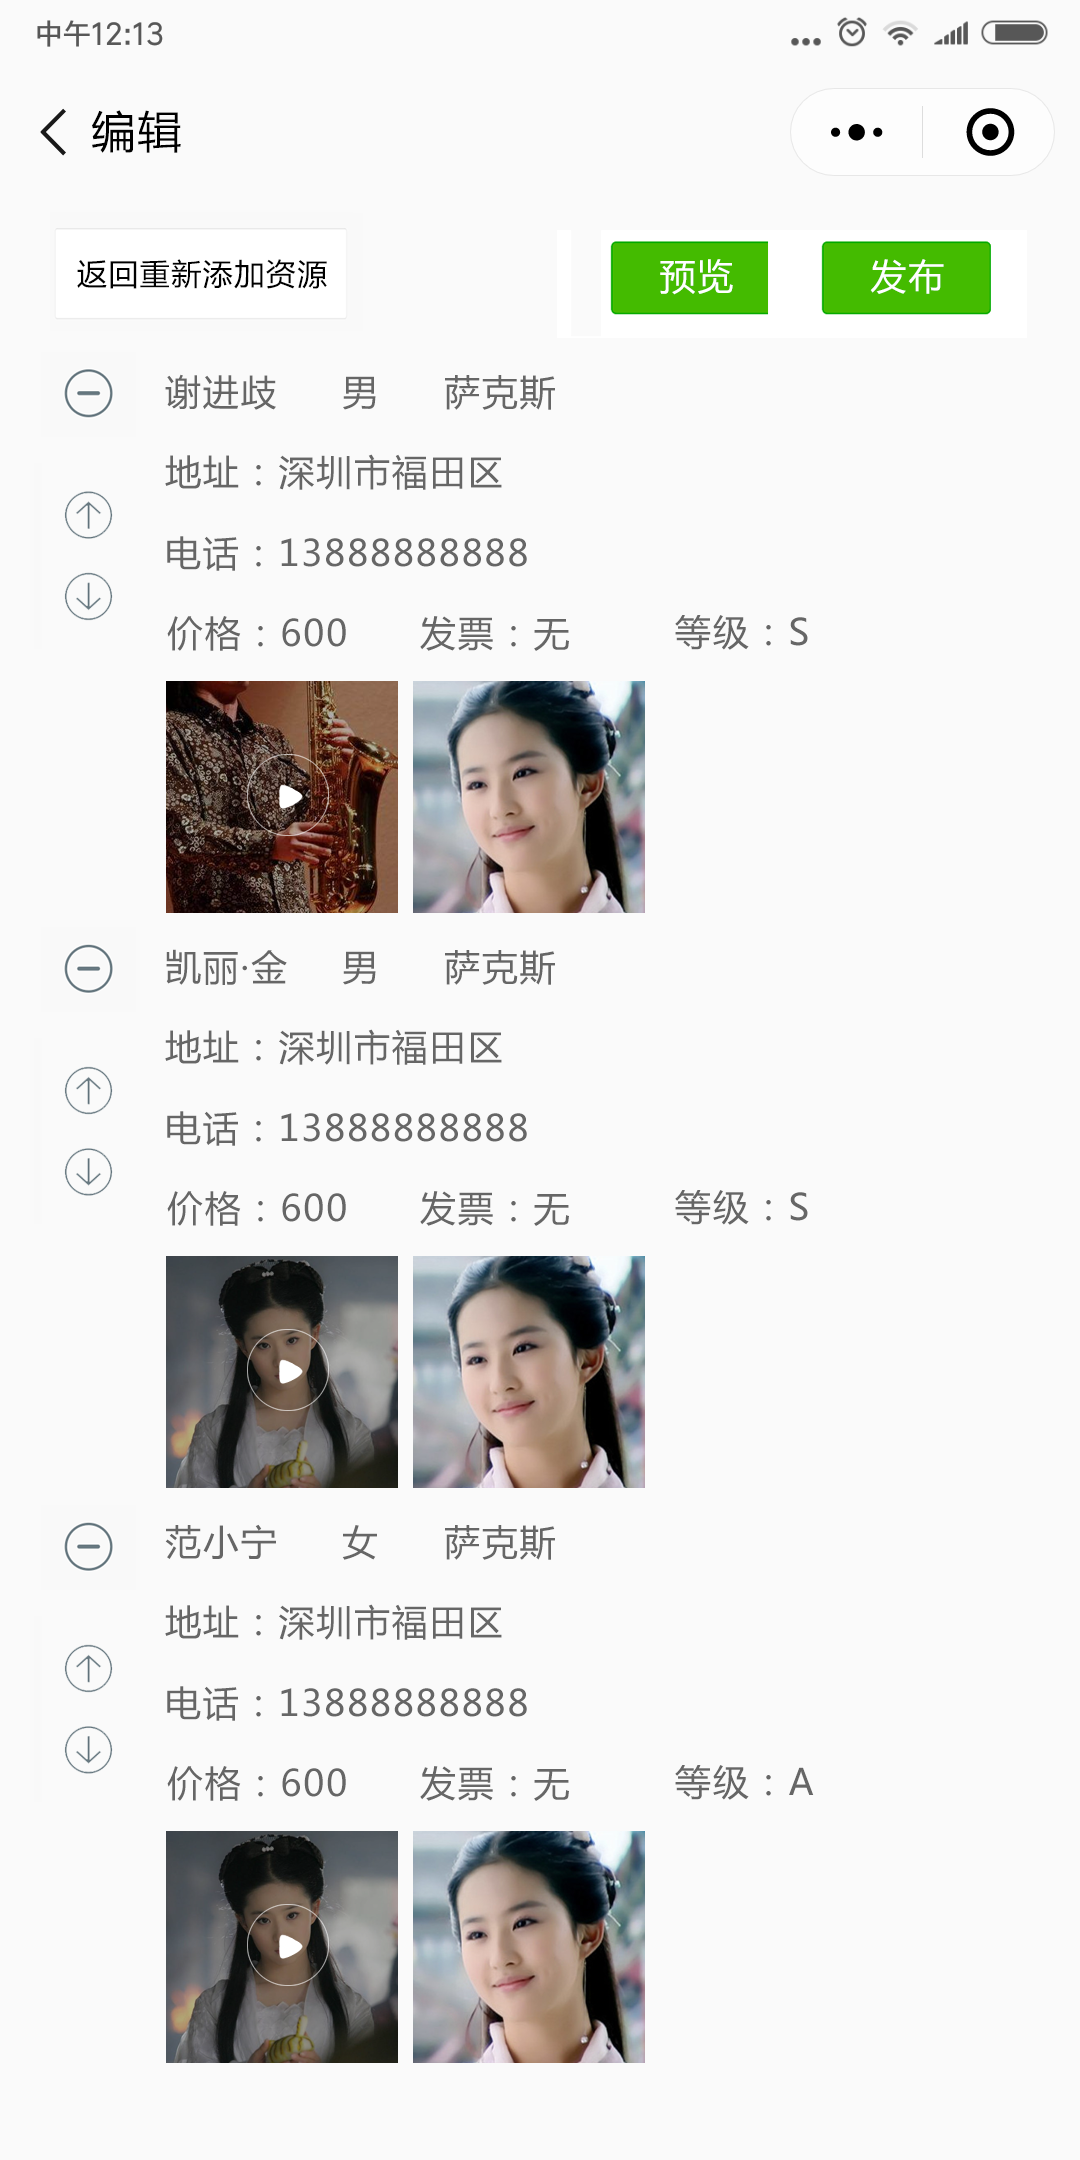 中午12:13
编辑
返回重新添加资源 预览 发布
谢进歧 男 萨克斯
地址：深圳市福田区
电话：13888888888
价格：600 发票：无 等级：S
凯丽·金 男 萨克斯
地址：深圳市福田区
电话：13888888888
价格：600 发票：无 等级：S
范小宁 女 萨克斯
地址：深圳市福田区
电话：13888888888
价格：600 发票：无 等级：A